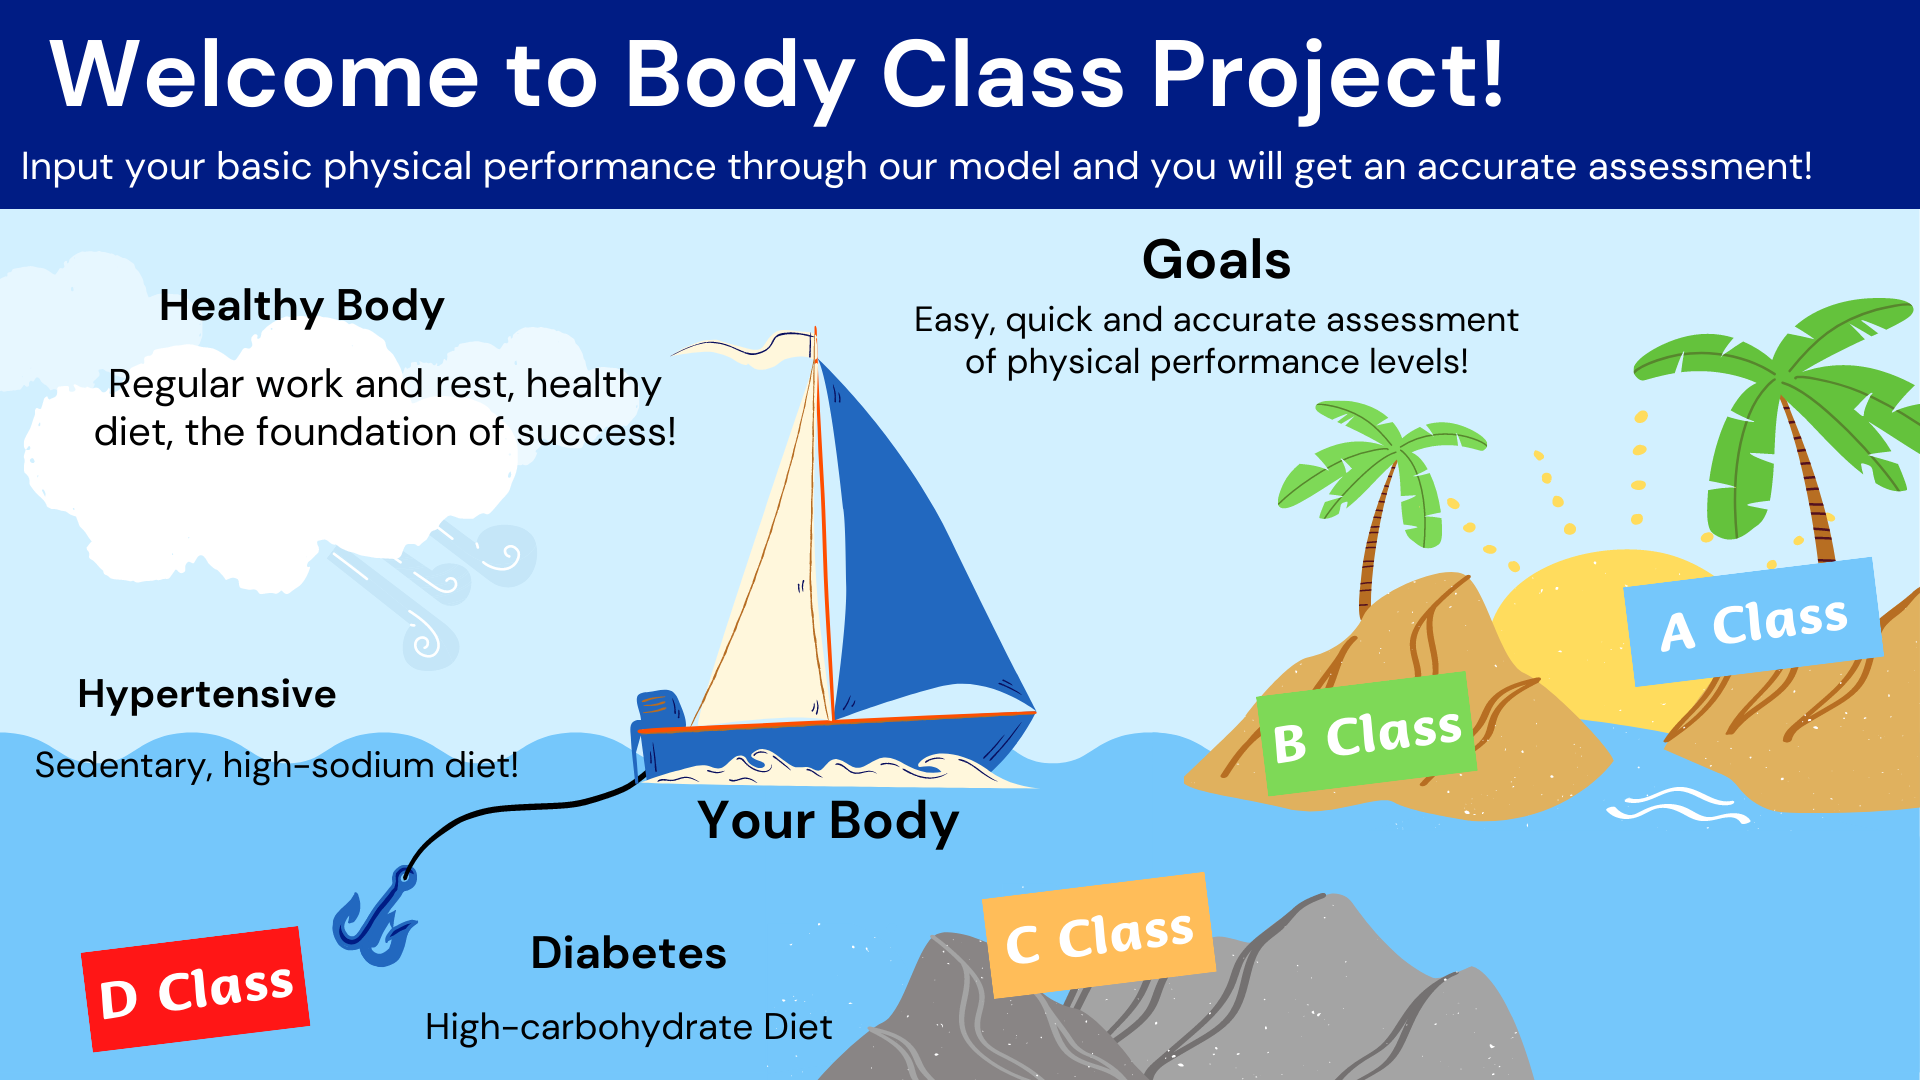 Welcome to Body Class Project!
Input your basic physical performance through our model and you will get an accurate assessment!
Goals
Easy, quick and accurate assessment
of physical performance levels!
Healthy Body
Regular work and rest, healthy
diet, the foundation of success!
A Class
B Class
Hypertensive
Sedentary, high-sodium diet!
Your Body
C Class
D Class
Diabetes
High-carbohydrate Diet